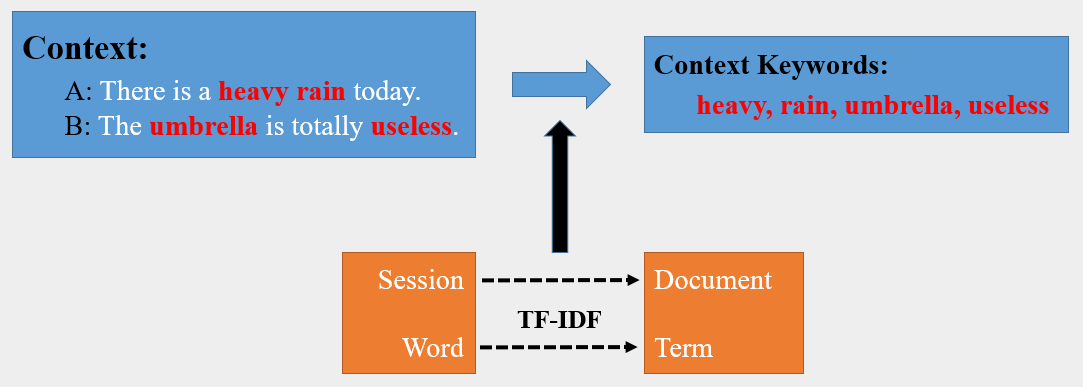 Context:
A: There is a heavy rain today.
B: The umbrella is totally useless.
Context Keywords:
heavy, rain, umbrella, useless
Session
Document
TF-IDF
Word
Term